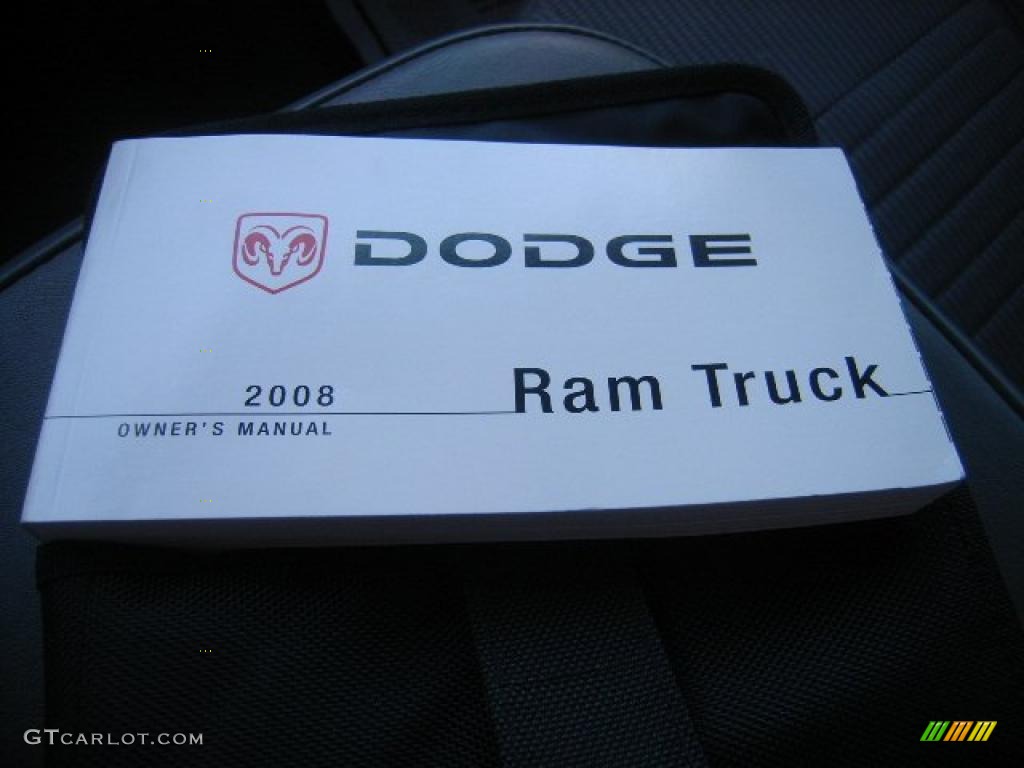 DODGE
2008
Ram Truck
OWNER'S MANUAL
GTCARLOT.COM